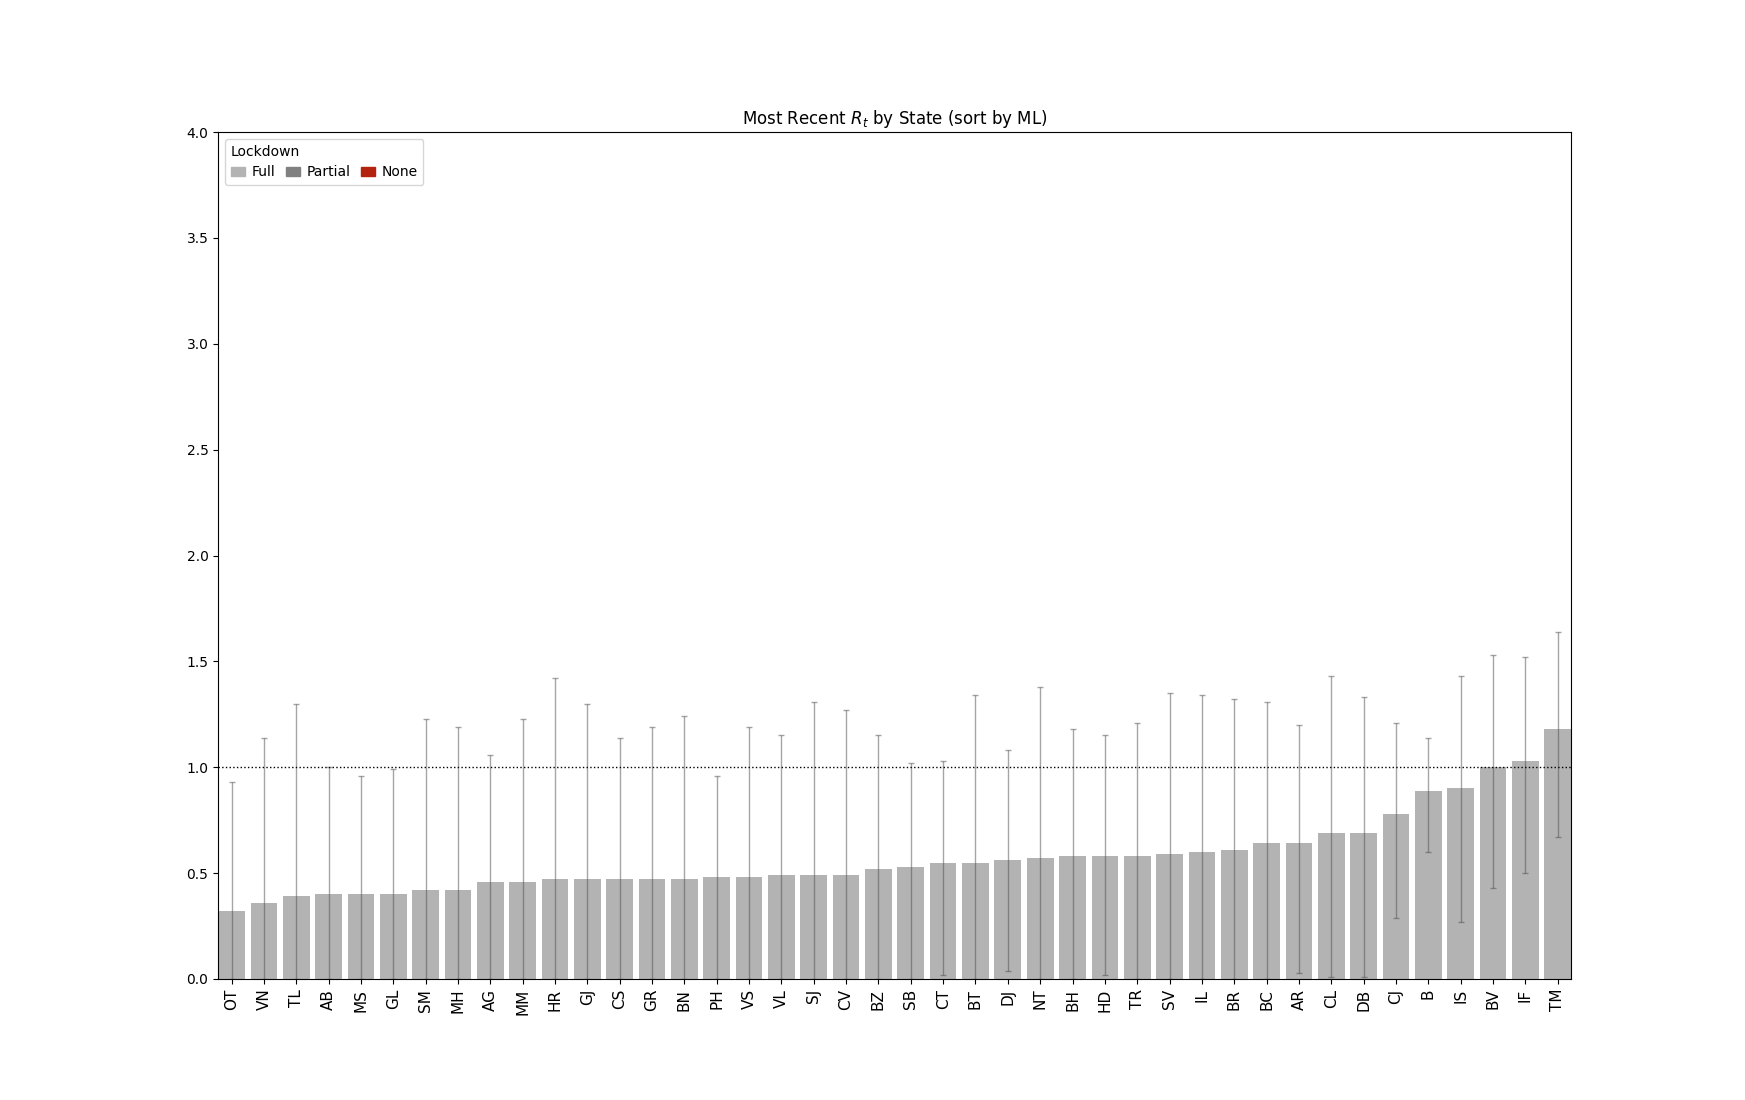 Most Recent Rt by State (sort by ML)
4.0
Lockdown
Full Partial None
3.5
3.0
2.5
2.0
1.5
1.0
0.5
0.0
OT VN TL AB MS GL SM MH AG MM HR GJ CS GR BN PH VS VL SJ CV BZ SB CT BT DJ NT BH HD TR SV IL BR BC AR CL DB CJ B IS BV IF TM